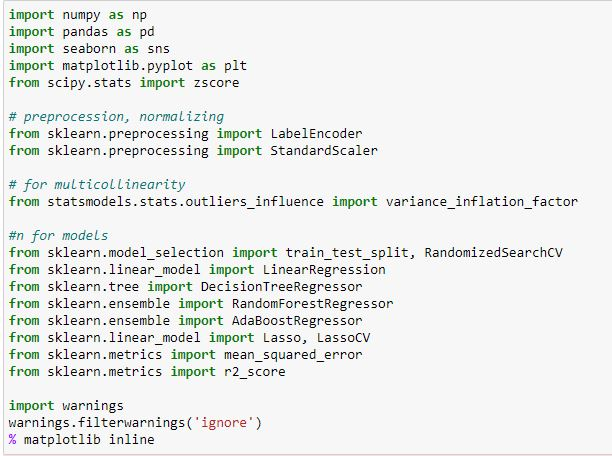 import numpy as np
import pandas as pd
import seaborn as sns
import matplotlib.pyplot as plt
from scipy.stats import zscore

# preprocession, normalizing
from sklearn.preprocessing import LabelEncoder
from sklearn.preprocessing import StandardScaler

# for multicollinearity
from statsmodels.stats.outliers_influence import variance_inflation_factor

#n for models
from sklearn.model_selection import train_test_split, RandomizedSearchCV
from sklearn.linear_model import LinearRegression
from sklearn.tree import DecisionTreeRegressor
from sklearn.ensemble import RandomForestRegressor
from sklearn.ensemble import AdaBoostRegressor
from sklearn.linear_model import Lasso, LassoCV
from sklearn.metrics import mean_squared_error
from sklearn.metrics import r2_score

import warnings
warnings.filterwarnings('ignore')
% matplotlib inline